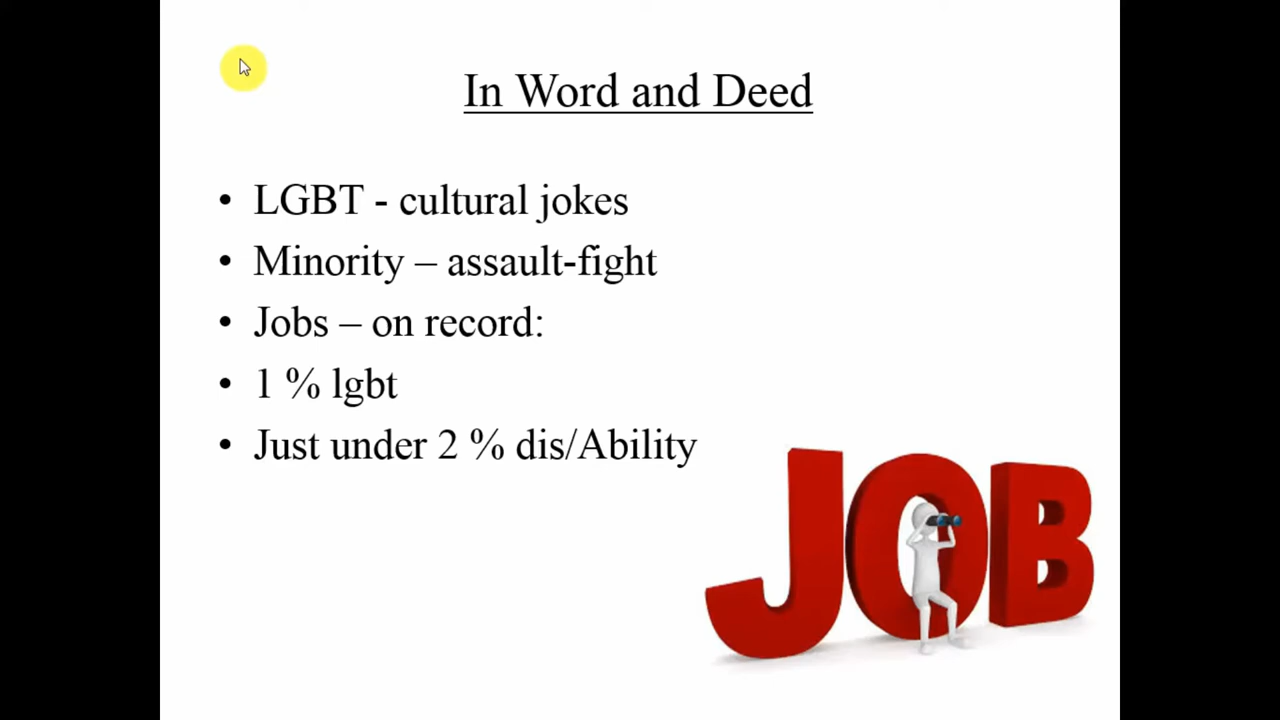 In Word and Deed
• LGBT - cultural jokes
• Minority – assault-fight
• Jobs – on record:
• 1 % lgbt
• Just under 2 % dis/Ability
JOB